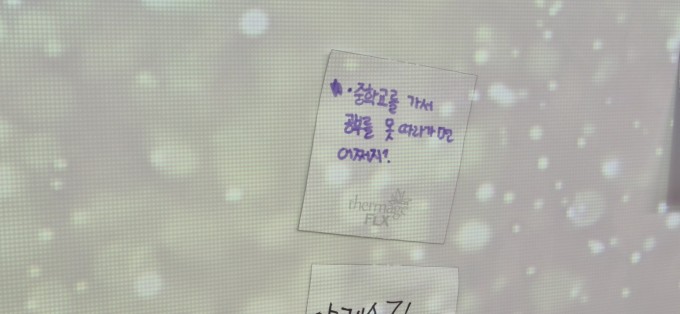 · 중학교를 가서
공부를 못 따라가면
어쩌지?
thermo
FLX